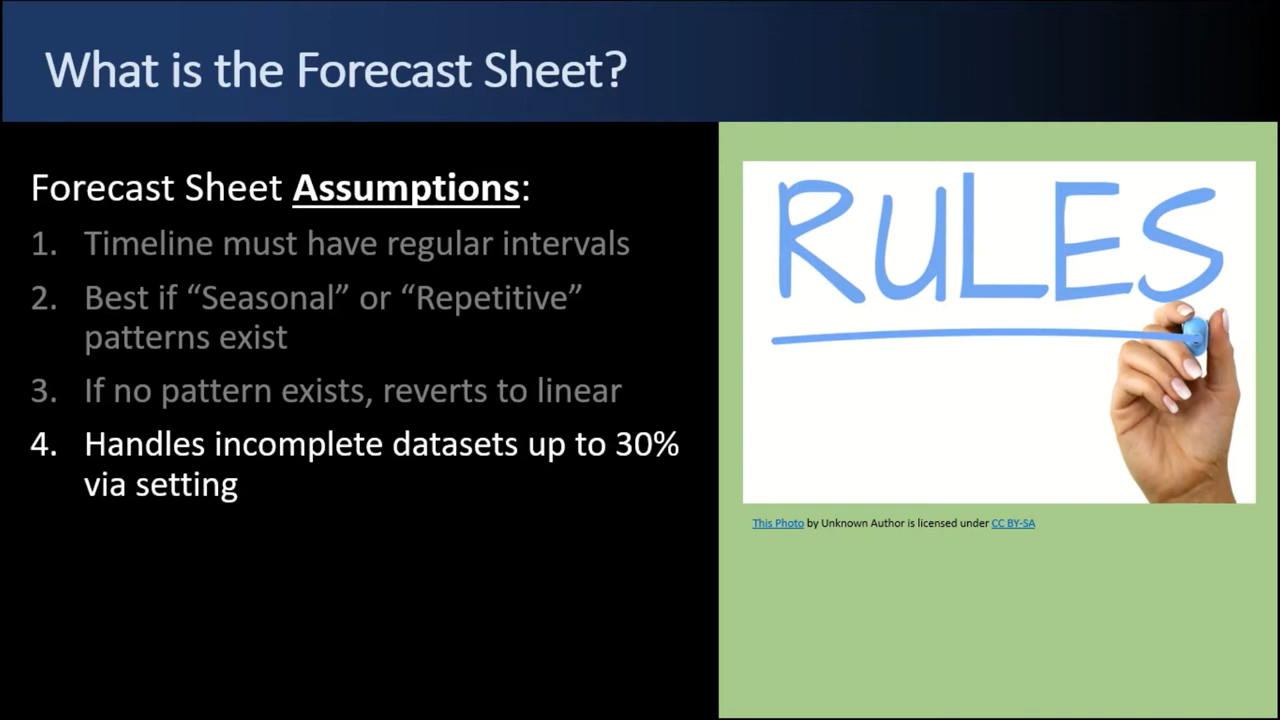 What is the Forecast Sheet?
Forecast Sheet Assumptions:
1. Timeline must have regular intervals
2. Best if “Seasonal” or “Repetitive”
patterns exist
3. If no pattern exists, reverts to linear
4. Handles incomplete datasets up to 30%
via setting
RULES
This Photo by Unknown Author is licensed under CC BY-SA